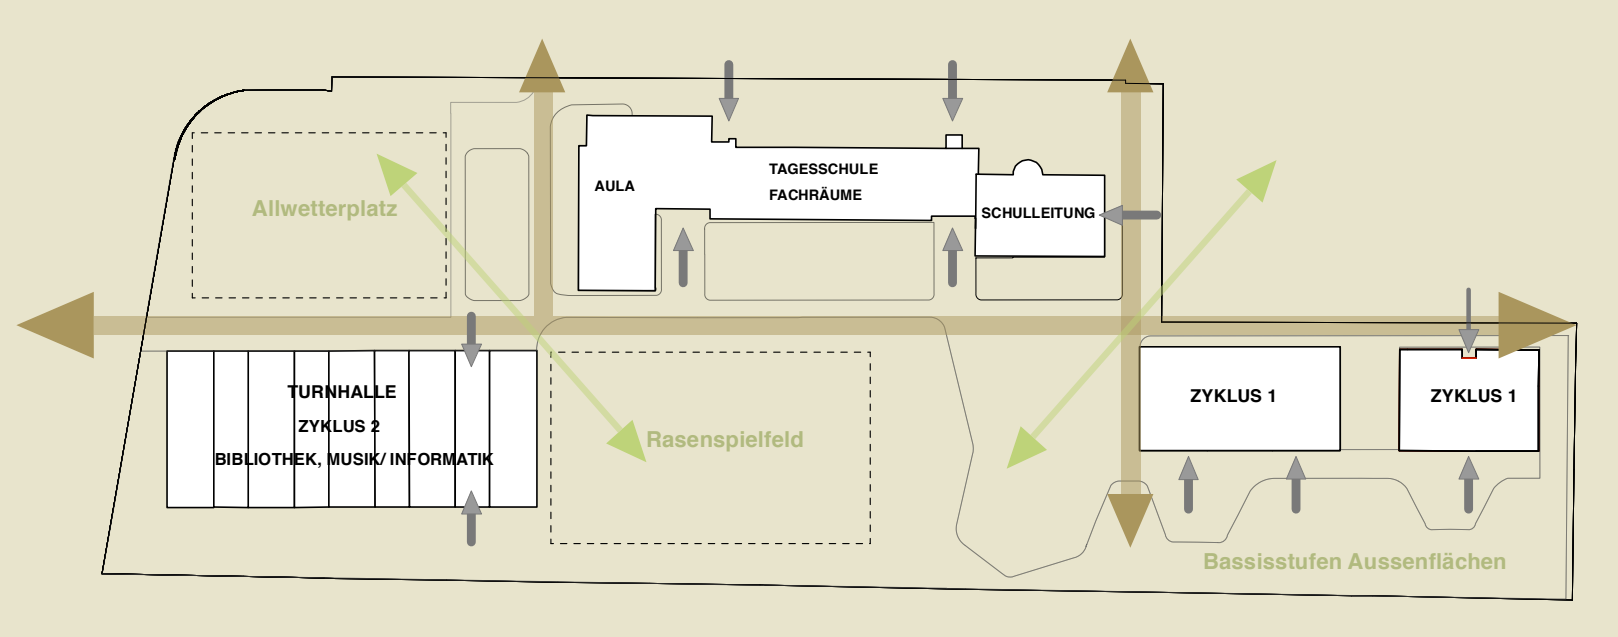 Allwetterplatz
AULA
TAGESSCHULE
FACHRÄUME
SCHULLEITUNG
TURNHALLE
ZYKLUS 2
BIBLIOTHEK, MUSIK/ INFORMATIK
Rasenspielfeld
ZYKLUS 1
ZYKLUS 1
Bassisstufen Aussenflächen